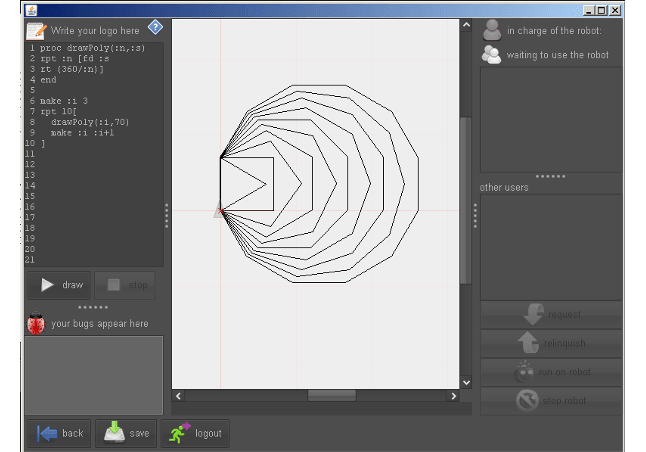 Write your logo here
?
1 proc drawPoly(:n,:s)
2 rpt :n [fd :s
3 rt (360/:n)]
4 end
5
6 make :i 3
7 rpt 10[
8 drawPoly(:i,70)
9 make :i :i+1
10 ]
11
12
13
14
15
16
17
18
19
20
21
draw
stop
your bugs appear here
back
save
logout
in charge of the robot:
waiting to use the robot
other users
request
relinquish
run on robot
stop robot